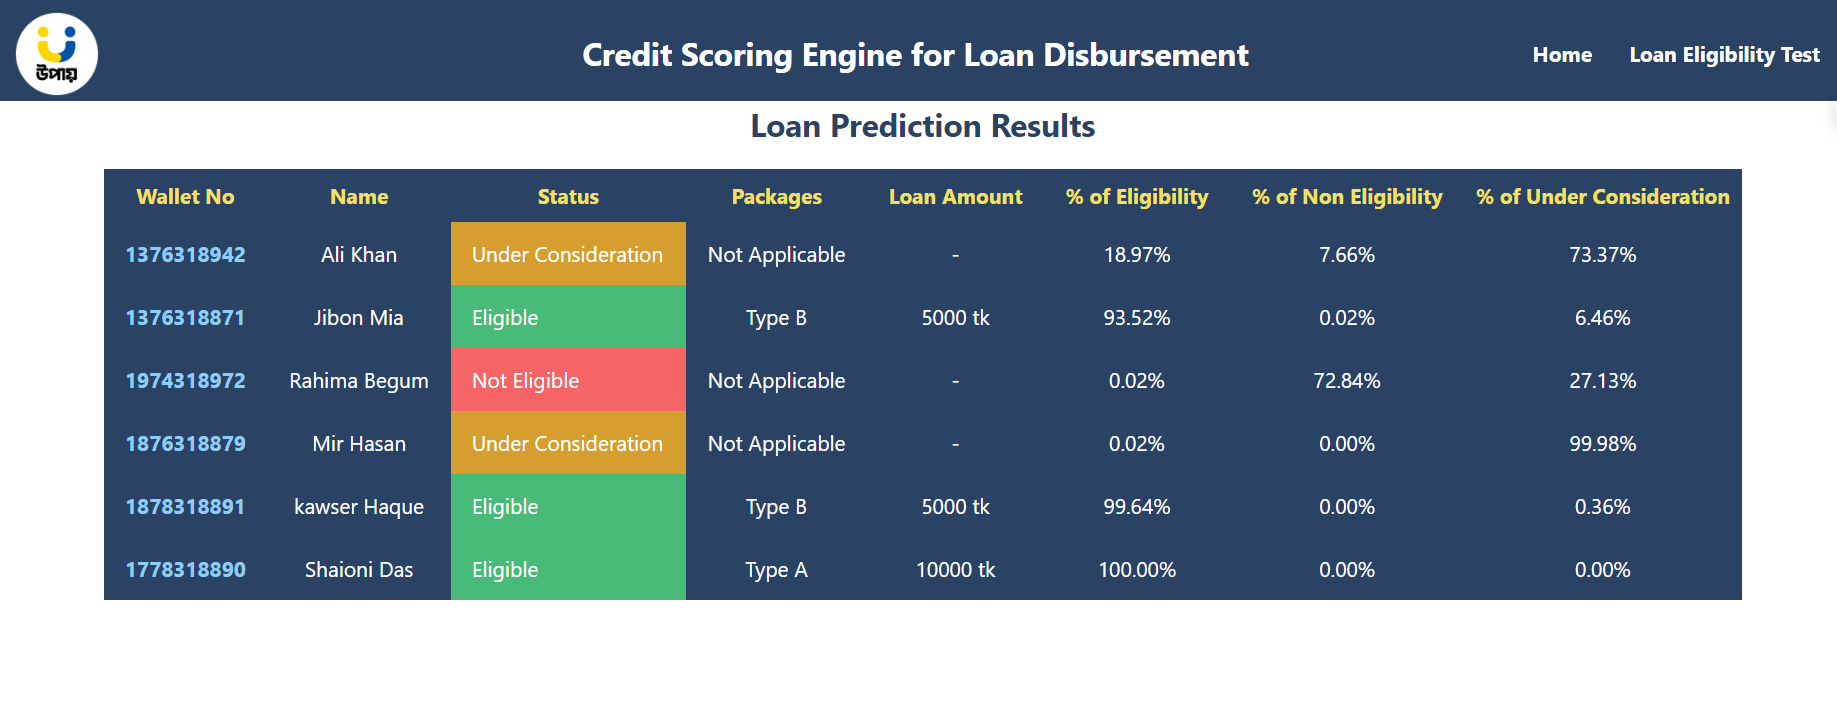 উপায়
Credit Scoring Engine for Loan Disbursement
Home Loan Eligibility Test
Loan Prediction Results
Wallet No Name Status Packages Loan Amount % of Eligibility % of Non Eligibility % of Under Consideration
1376318942 Ali Khan Under Consideration Not Applicable - 18.97% 7.66% 73.37%
1376318871 Jibon Mia Eligible Type B 5000 tk 93.52% 0.02% 6.46%
1974318972 Rahima Begum Not Eligible Not Applicable - 0.02% 72.84% 27.13%
1876318879 Mir Hasan Under Consideration Not Applicable - 0.02% 0.00% 99.98%
1878318891 kawser Haque Eligible Type B 5000 tk 99.64% 0.00% 0.36%
1778318890 Shaioni Das Eligible Type A 10000 tk 100.00% 0.00% 0.00%